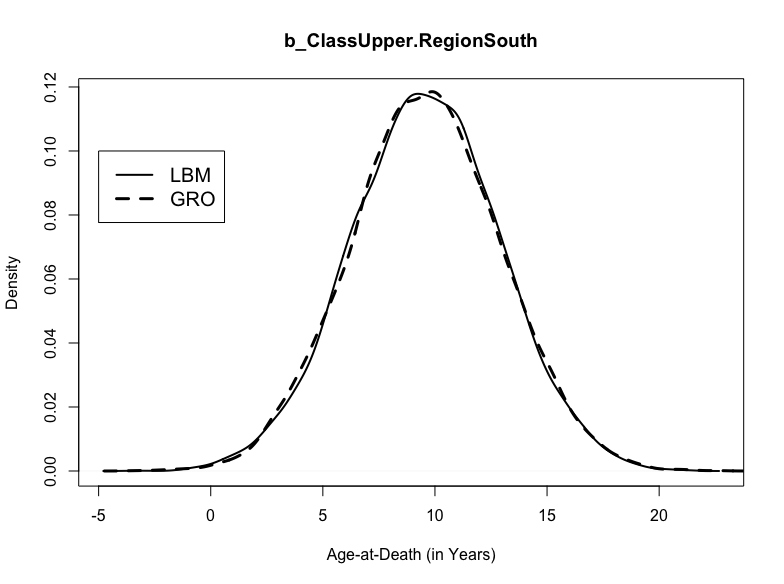 b_ClassUpper.RegionSouth
0.12
0.10
0.08
0.06
0.04
0.02
0.00
Density
LBM
GRO
-5 0 5 10 15 20
Age-at-Death (in Years)